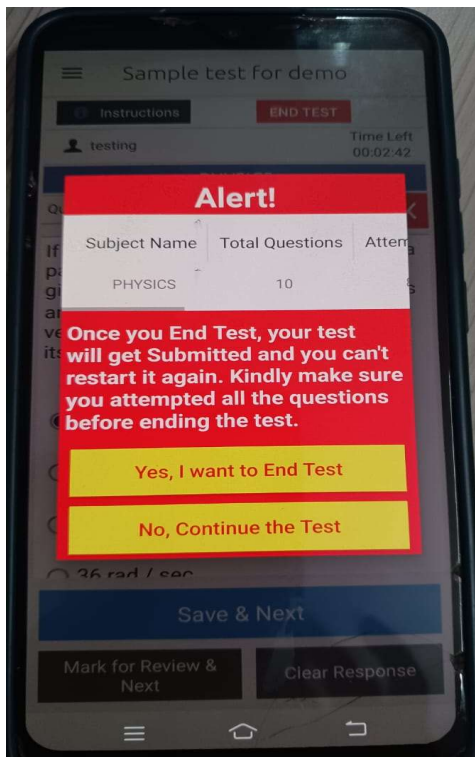 Sample test for demo
Instructions
END TEST
testing
Time Left
00:02:42
Alert!
Subject Name
Total Questions
PHYSICS
10
Once you End Test, your test
will get Submitted and you can't
restart it again. Kindly make sure
you attempted all the questions
before ending the test.
Yes, I want to End Test
No, Continue the Test
36 rad / sec
Save & Next
Mark for Review &
Next
Clear Response